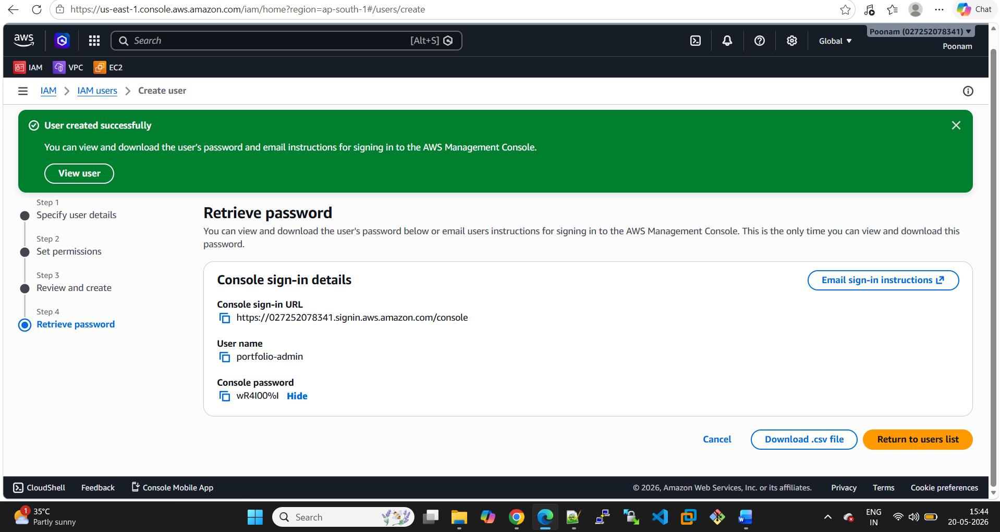 https://us-east-1.console.aws.amazon.com/iam/home?region=ap-south-1#/users/create
Chat
aws
Search
[Alt+S]
Global
Poonam (027252078341)
Poonam
IAM
VPC
EC2
IAM
IAM users
Create user
User created successfully
You can view and download the user's password and email instructions for signing in to the AWS Management Console.
View user
Step 1
Specify user details
Step 2
Set permissions
Step 3
Review and create
Step 4
Retrieve password
Retrieve password
You can view and download the user's password below or email users instructions for signing in to the AWS Management Console. This is the only time you can view and download this
password.
Console sign-in details
Email sign-in instructions
Console sign-in URL
https://027252078341.signin.aws.amazon.com/console
User name
portfolio-admin
Console password
Hide
Cancel
Download .csv file
Return to users list
CloudShell
Feedback
Console Mobile App
© 2026, Amazon Web Services, Inc. or its affiliates.
Privacy
Terms
Cookie preferences
1
35°C
Partly sunny
Search
ENG
IN
15:44
20-05-2026